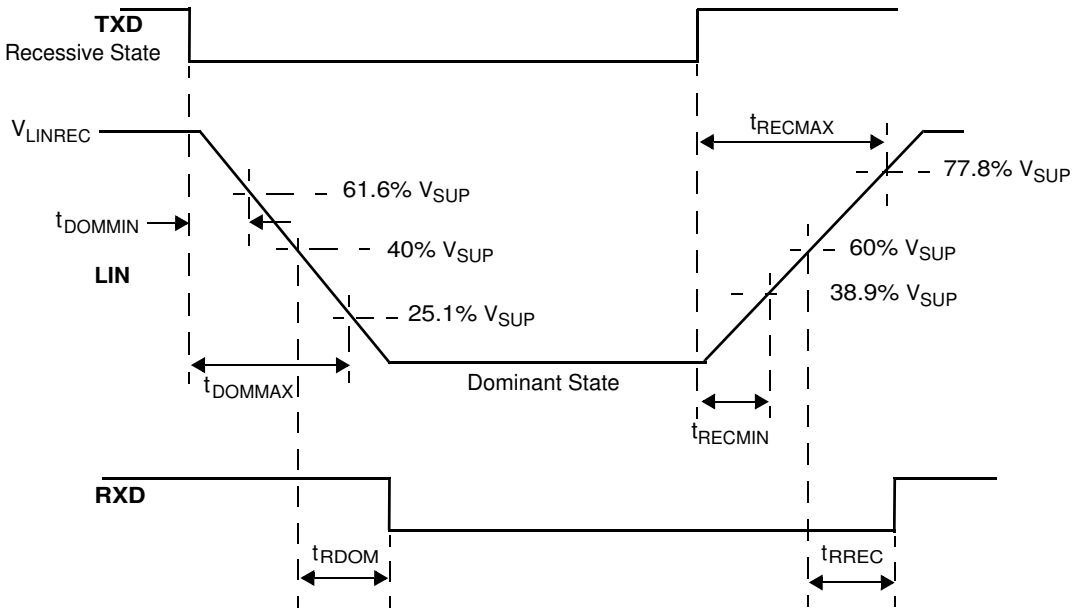 TXD
Recessive State
V_LINREC
t_RECMAX
77.8% V_SUP
61.6% V_SUP
t_DOMMIN
40% V_SUP
60% V_SUP
LIN
38.9% V_SUP
25.1% V_SUP
t_DOMMAX
Dominant State
t_RECMIN
RXD
t_RDOM
t_RREC